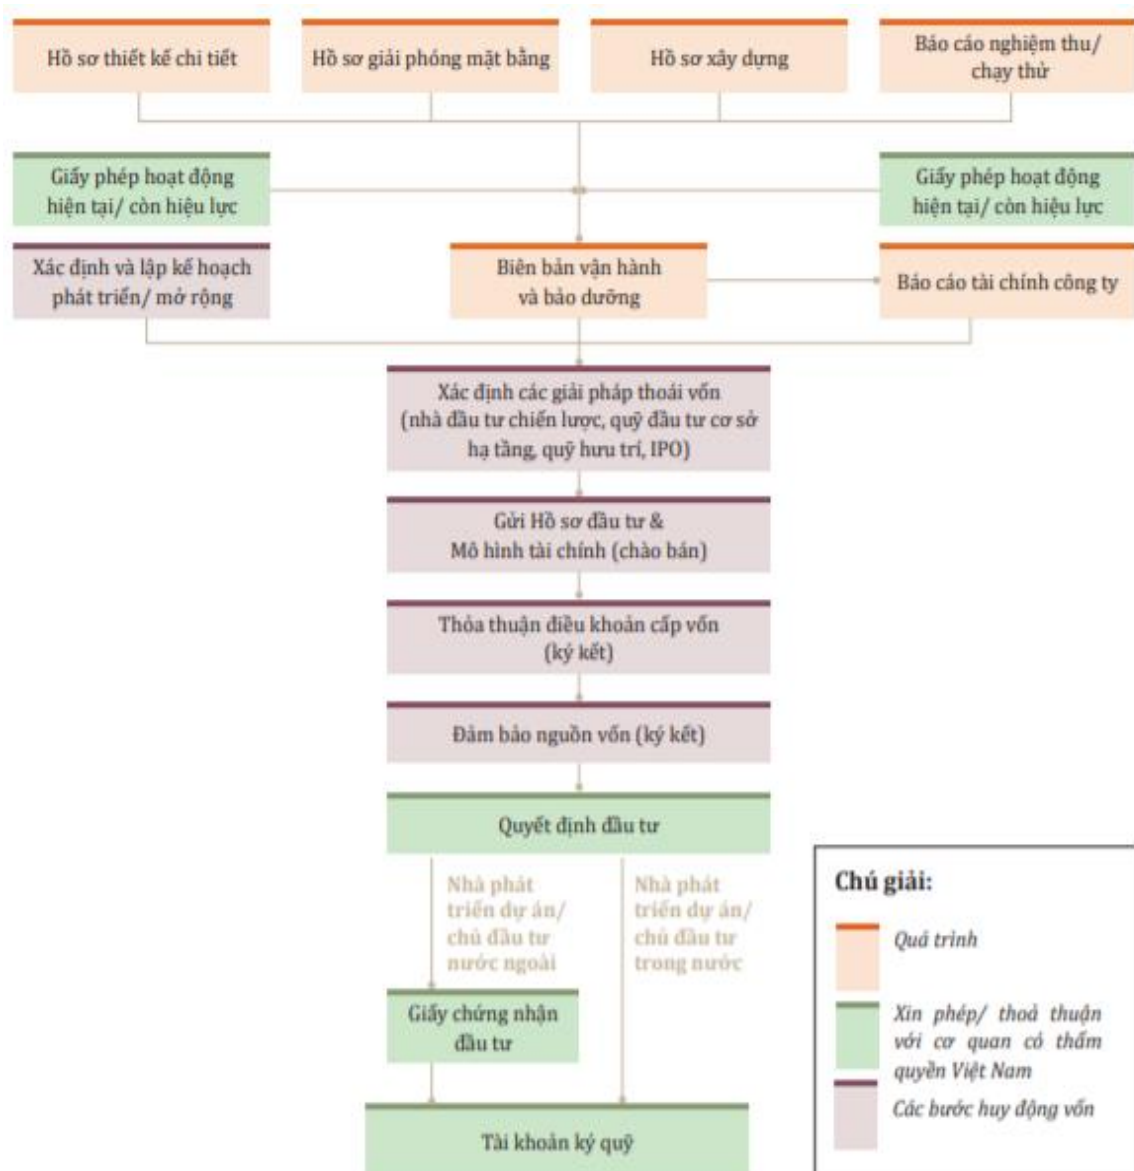 Hồ sơ thiết kế chi tiết
Hồ sơ giải phóng mặt bằng
Hồ sơ xây dựng
Báo cáo nghiệm thu/
chạy thử
Giấy phép hoạt động
hiện tại/ còn hiệu lực
Giấy phép hoạt động
hiện tại/ còn hiệu lực
Xác định và lập kế hoạch
phát triển/ mở rộng
Biên bản vận hành
và bảo dưỡng
Báo cáo tài chính công ty
Xác định các giải pháp thoái vốn
(nhà đầu tư chiến lược, quỹ đầu tư cơ sở
hạ tầng, quỹ hưu trí, IPO)
Gửi Hồ sơ đầu tư &
Mô hình tài chính (chào bán)
Thỏa thuận điều khoản cấp vốn
(ký kết)
Đảm bảo nguồn vốn (ký kết)
Quyết định đầu tư
Nhà phát
triển dự án/
chủ đầu tư
nước ngoài
Nhà phát
triển dự án/
chủ đầu tư
trong nước
Giấy chứng nhận
đầu tư
Tài khoản ký quỹ
Chú giải:
Quá trình
Xin phép/ thoả thuận
với cơ quan có thẩm
quyền Việt Nam
Các bước huy động vốn